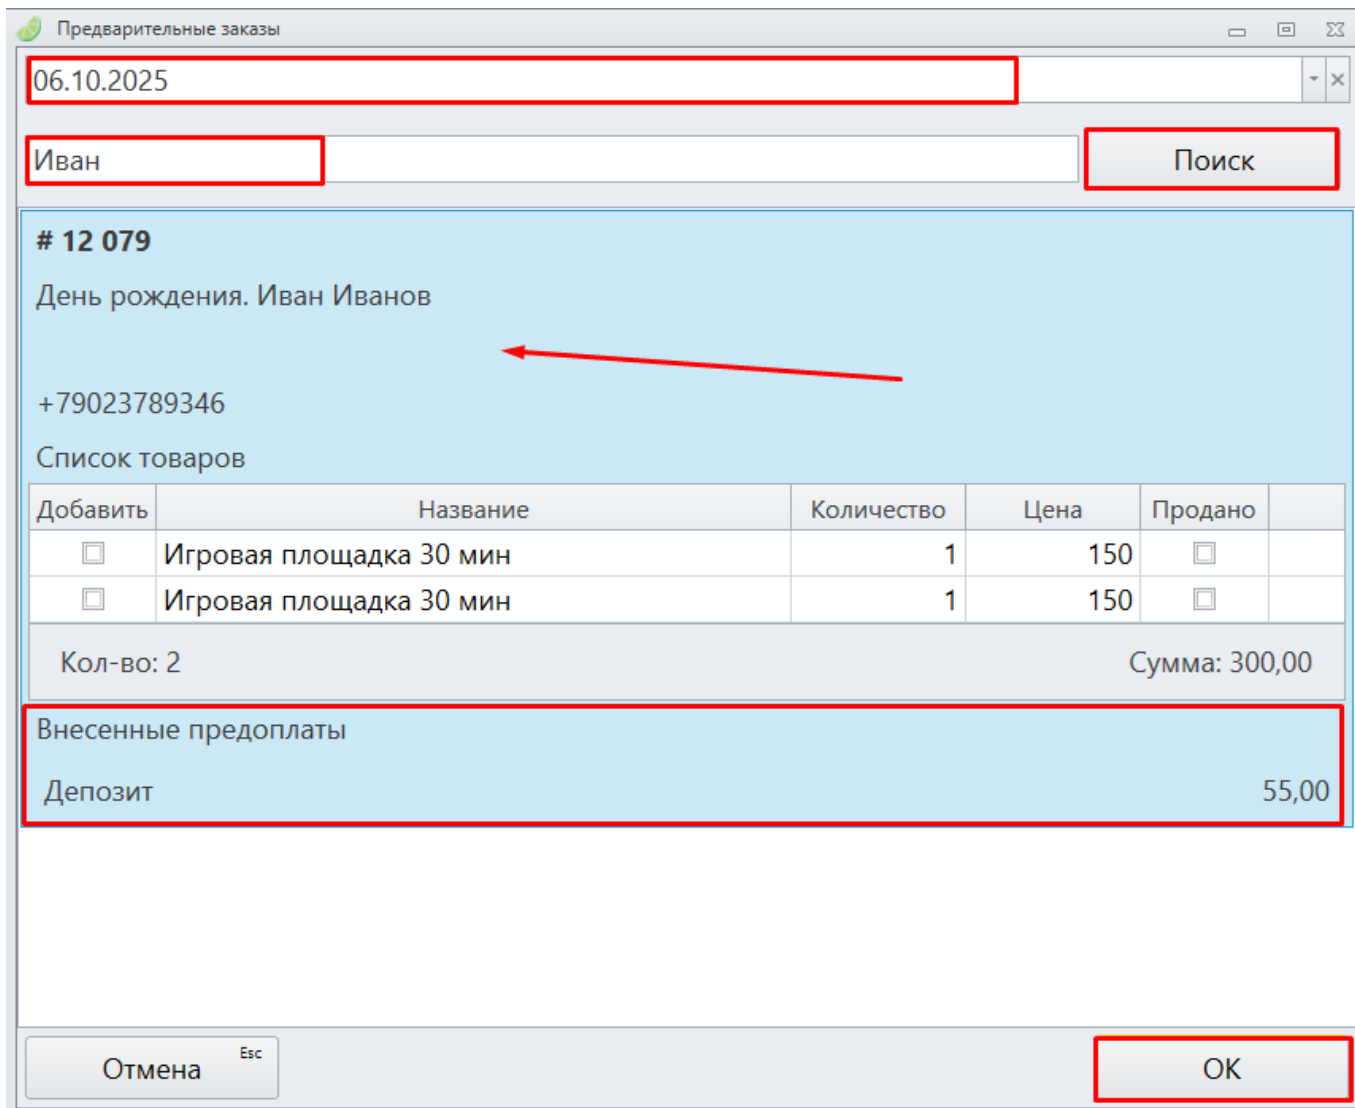 Предварительные заказы
06.10.2025
Иван
Поиск
# 12 079
День рождения. Иван Иванов
+79023789346
Список товаров
Добавить Название Количество Цена Продано
Игровая площадка 30 мин 1 150
Игровая площадка 30 мин 1 150
Кол-во: 2 Сумма: 300,00
Внесенные предоплаты
Депозит 55,00
Отмена Esc OK